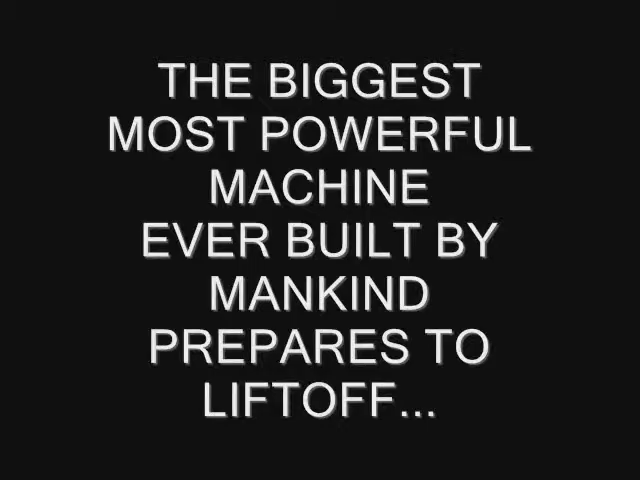 THE BIGGEST
MOST POWERFUL
MACHINE
EVER BUILT BY
MANKIND
PREPARES TO
LIFTOFF...